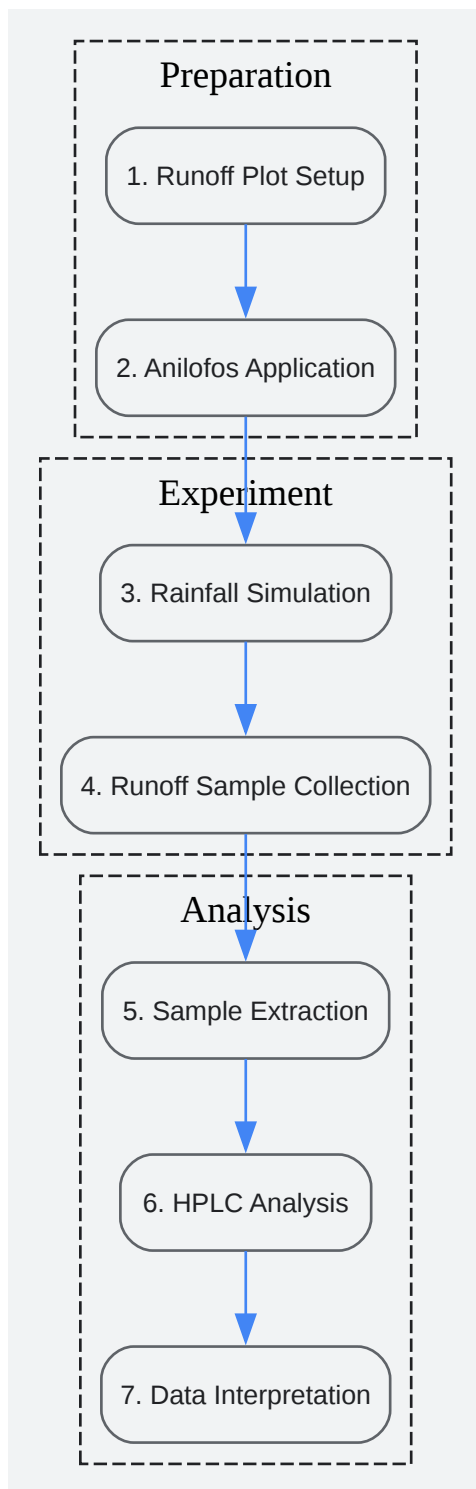 Preparation
1. Runoff Plot Setup
2. Anilofos Application
Experiment
3. Rainfall Simulation
4. Runoff Sample Collection
Analysis
5. Sample Extraction
6. HPLC Analysis
7. Data Interpretation